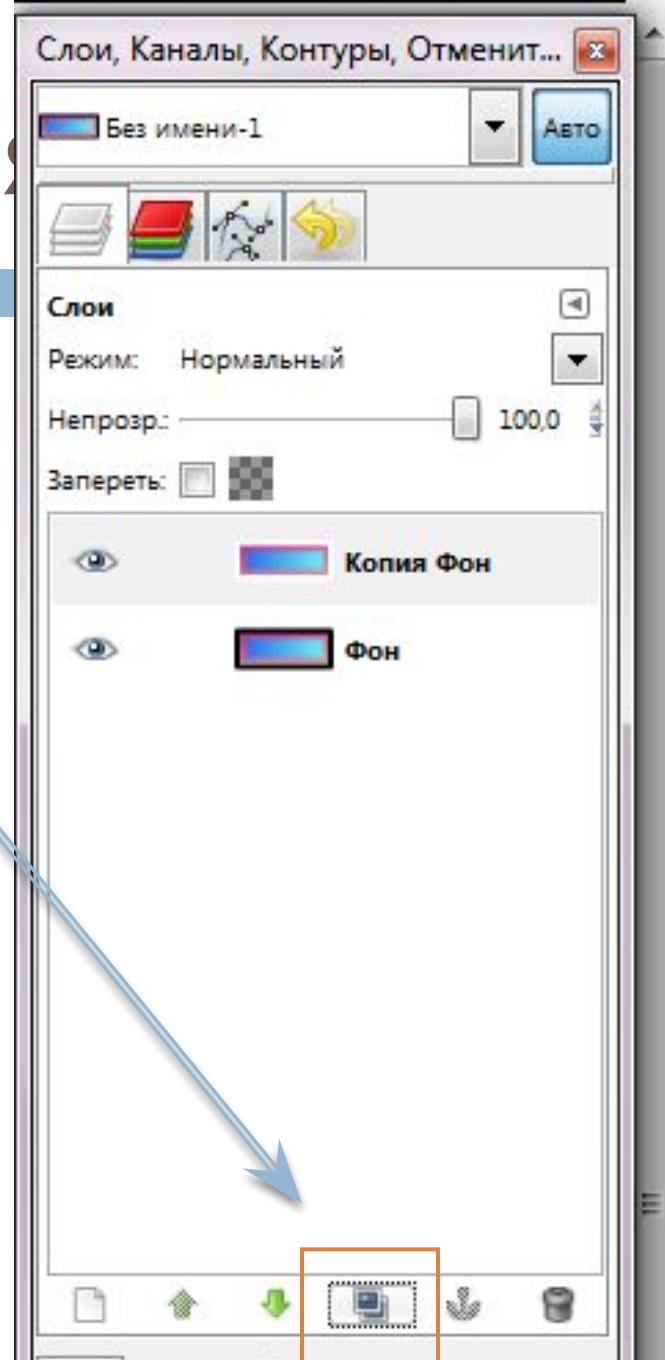 Слои, Каналы, Контуры, Отменит...
Без имени-1
Авто
Я
Слои
Режим: Нормальный
Непрозр.: 100,0
Запереть:
Копия Фон
Фон